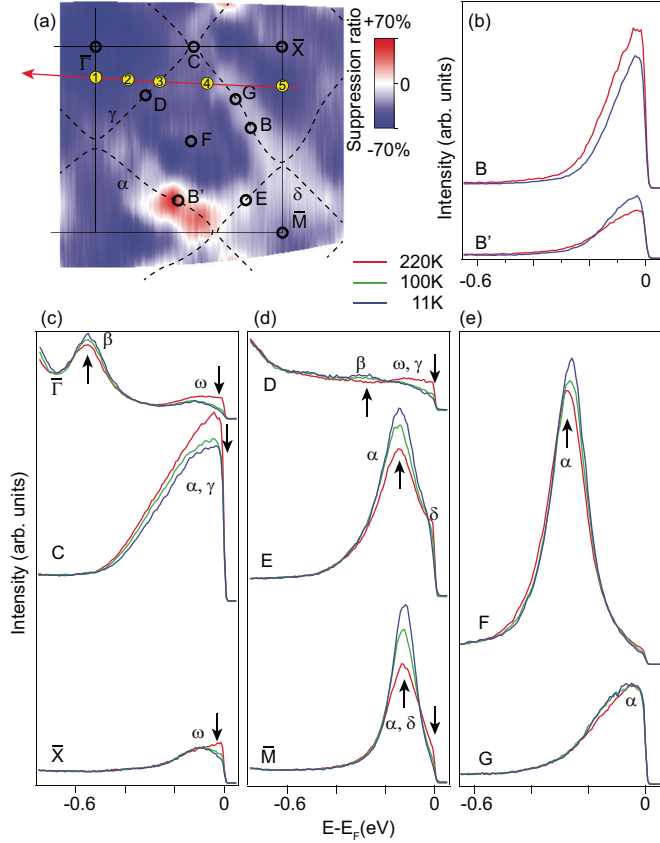 (a)
Γ̅
C
X̅
1
2
3
4
5
D
G
γ
B
F
α
B'
E
δ
M̅
+70%
0
-70%
Suppression ratio
220K
100K
11K
(b)
B
B'
-0.6
0
Intensity (arb. units)
(c)
β
Γ̅
ω
α, γ
C
ω
X̅
-0.6
0
Intensity (arb. units)
(d)
β
ω, γ
D
α
δ
E
α, δ
M̅
-0.6
0
E-EF(eV)
(e)
α
F
α
G
-0.6
0